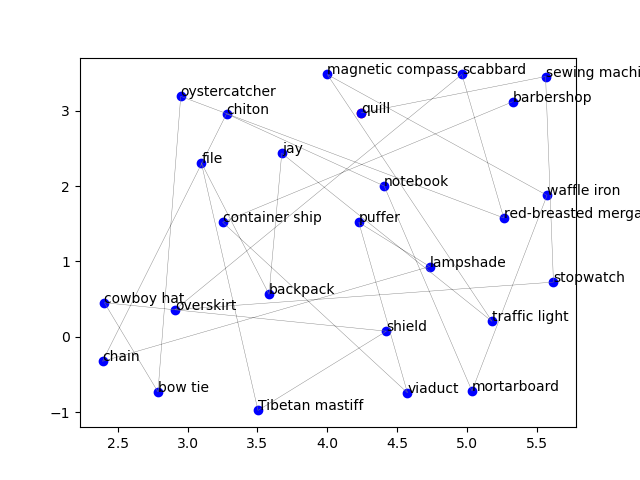 magnetic compass
scabbard
sewing machi
oystercatcher
barbershop
chiton
quill
3
jay
file
notebook
2
waffle iron
container ship
puffer
red-breasted merga
lampshade
1
stopwatch
backpack
cowboy hat
overskirt
traffic light
shield
0
chain
bow tie
viaduct
mortarboard
Tibetan mastiff
−1
2.5 3.0 3.5 4.0 4.5 5.0 5.5